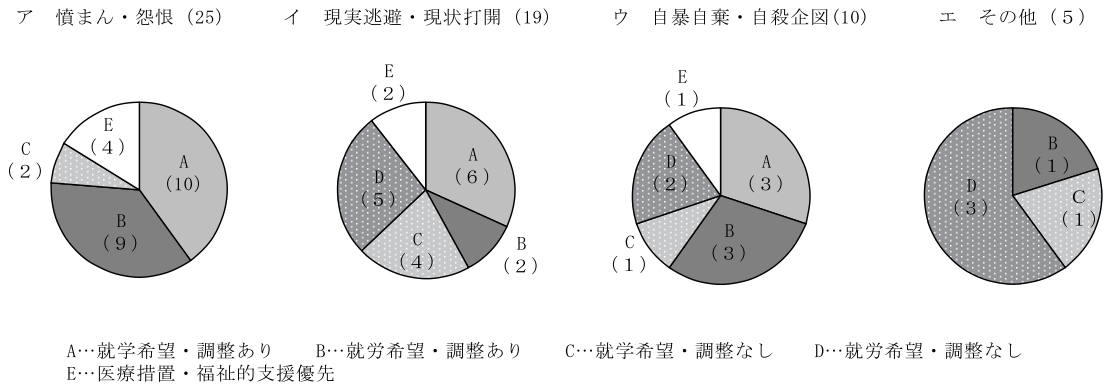 ア　憤まん・怨恨（25）
イ　現実逃避・現状打開（19）
ウ　自暴自棄・自殺企図（10）
エ　その他（５）
A
（10）
B
（９）
C
（２）
E
（４）
A
（６）
B
（２）
C
（４）
D
（５）
E
（２）
A
（３）
B
（３）
C
（１）
D
（２）
E
（１）
B
（１）
C
（１）
D
（３）
A…就学希望・調整あり　B…就労希望・調整あり　C…就学希望・調整なし　D…就労希望・調整なし
E…医療措置・福祉的支援優先